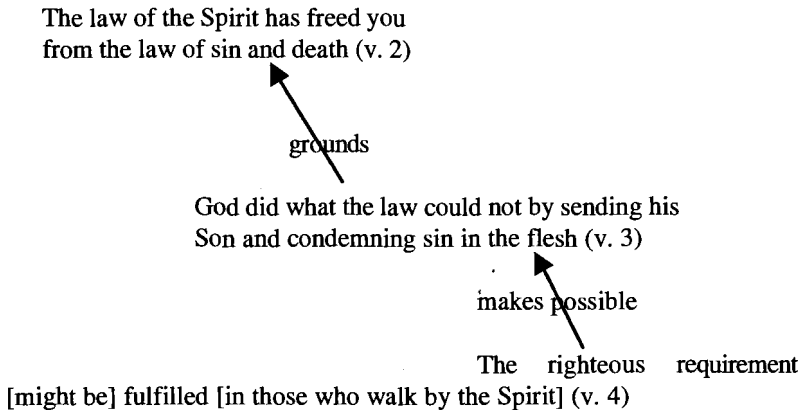 The law of the Spirit has freed you
from the law of sin and death (v. 2)
grounds
God did what the law could not by sending his
Son and condemning sin in the flesh (v. 3)
makes possible
The righteous requirement
[might be] fulfilled [in those who walk by the Spirit] (v. 4)